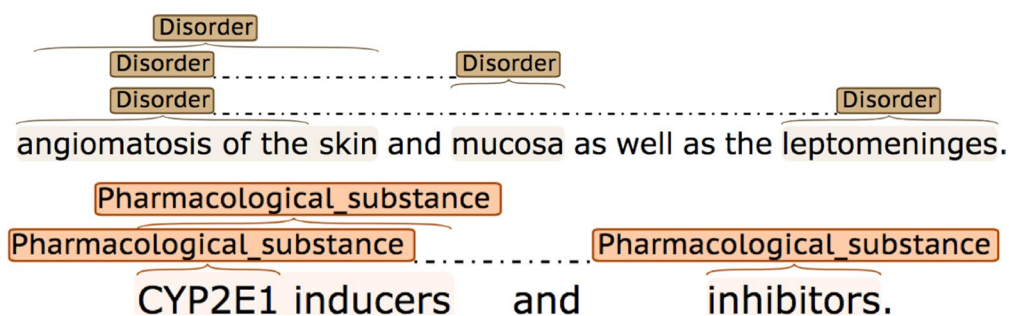 Disorder
Disorder Disorder
Disorder Disorder
angiomatosis of the skin and mucosa as well as the leptomeninges.
Pharmacological_substance
Pharmacological_substance Pharmacological_substance
CYP2E1 inducers and inhibitors.